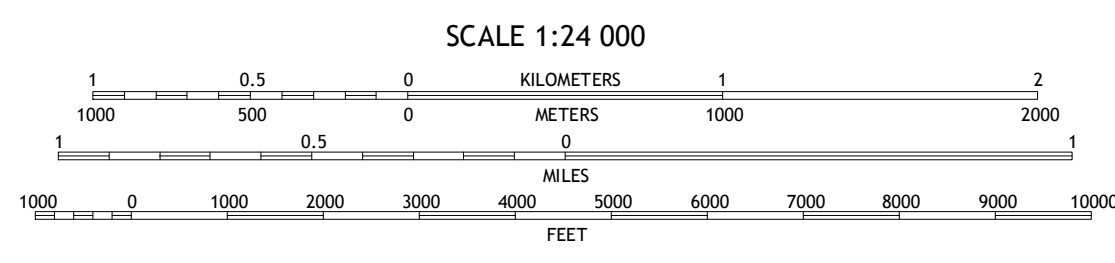 SCALE 1:24 000
1 0.5 0 KILOMETERS 1 2
1000 500 0 METERS 1000 2000
1 0.5 0 1
MILES
1000 0 1000 2000 3000 4000 5000 6000 7000 8000 9000 10000
FEET